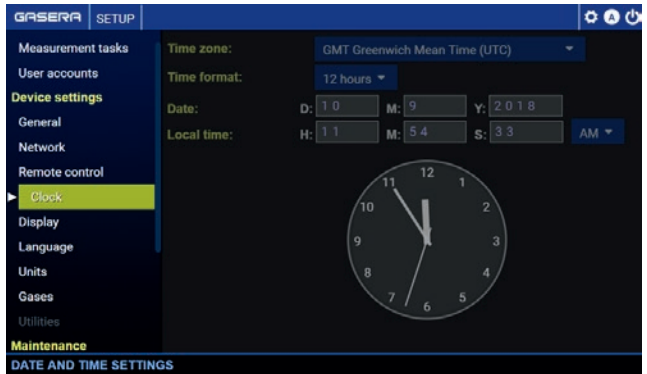 GASERA SETUP
Measurement tasks
User accounts
Device settings
General
Network
Remote control
Clock
Display
Language
Units
Gases
Utilities
Maintenance
Time zone: GMT Greenwich Mean Time (UTC)
Time format: 12 hours
Date: D: 10 M: 9 Y: 2018
Local time: H: 11 M: 54 S: 33 AM
12
1
2
3
4
5
6
7
8
9
10
11
DATE AND TIME SETTINGS